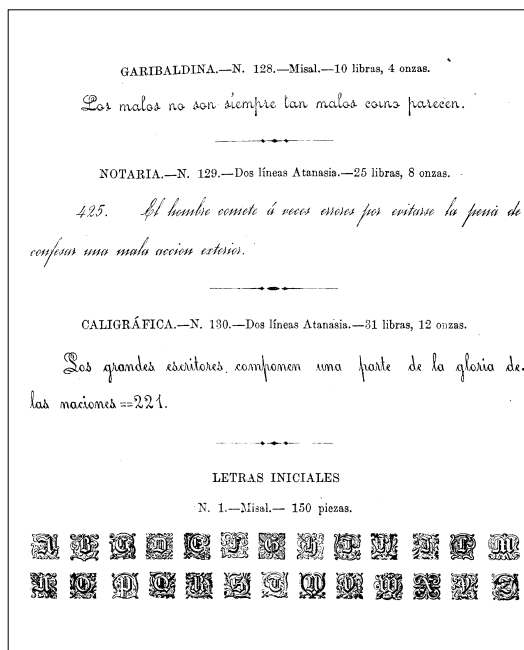 GARIBALDINA.—N. 128.—Misal.—10 libras, 4 onzas.
Los malos no son siempre tan malos como parecen.
NOTARIA.—N. 129.—Dos líneas Atanasia.—25 libras, 8 onzas.
425. El hombre comete á veces errores por evitarse la pena de
confesar una mala accion exterior.
CALIGRÁFICA.—N. 130.—Dos líneas Atanasia.—31 libras, 12 onzas.
Los grandes escritores componen una parte de la gloria de
las naciones=221.
LETRAS INICIALES
N. 1.—Misal.— 150 piezas.
A B C D E F G H I J K L M
N O P Q R S T U V W X Y Z